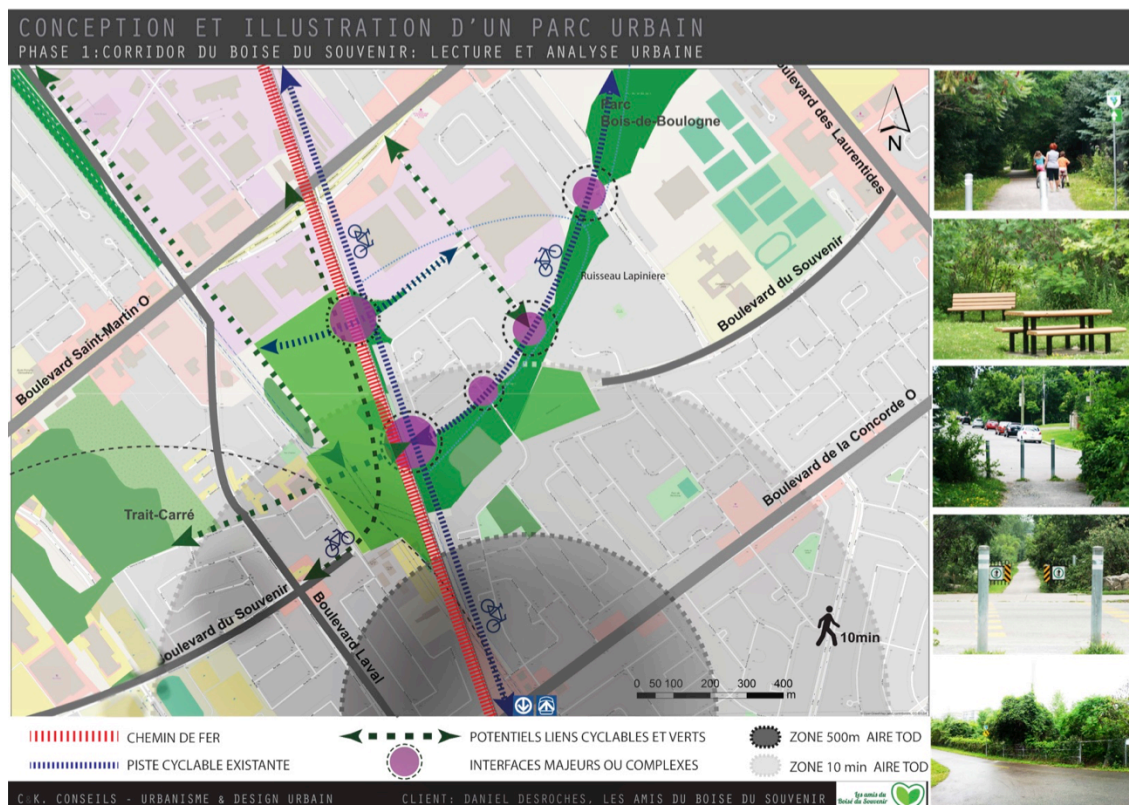 CONCEPTION ET ILLUSTRATION D'UN PARC URBAIN
PHASE 1:CORRIDOR DU BOISE DU SOUVENIR: LECTURE ET ANALYSE URBAINE
Parc
Bois-de-Boulogne
oulevard des Laurentides
N
Boulevard Saint-Martin O
Ruisseau Lapiniere
Boulevard du Souvenir
Boulevard de la Concorde O
Trait-Carré
oulevard du Souvenir
Boulevard Laval
10min
0 50 100 200 300 400
m
CHEMIN DE FER
PISTE CYCLABLE EXISTANTE
POTENTIELS LIENS CYCLABLES ET VERTS
INTERFACES MAJEURS OU COMPLEXES
ZONE 500m AIRE TOD
ZONE 10 min AIRE TOD
C&K. CONSEILS - URBANISME & DESIGN URBAIN
CLIENT: DANIEL DESROCHES, LES AMIS DU BOISE DU SOUVENIR
Les amis du
Boisé du Souvenir